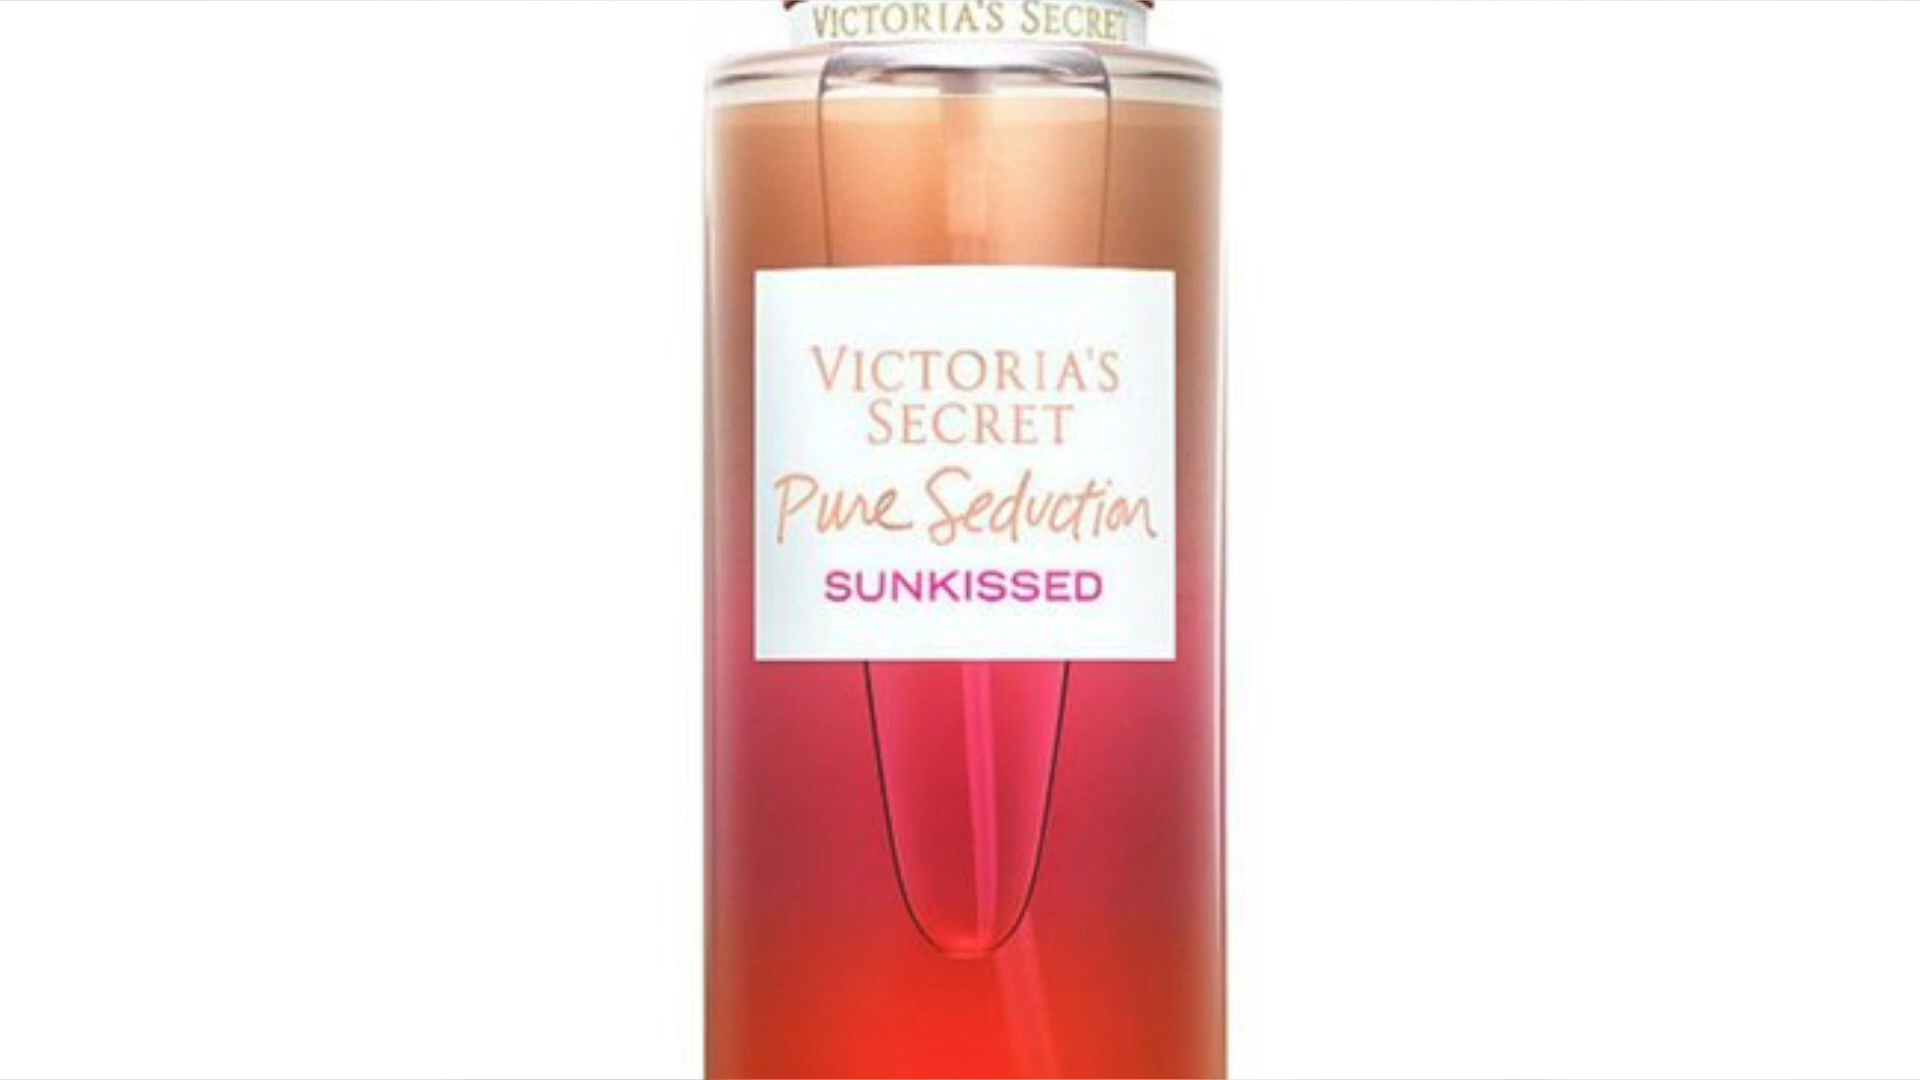 VICTORIA'S SECRET
VICTORIA'S
SECRET
Pure Seduction
SUNKISSED